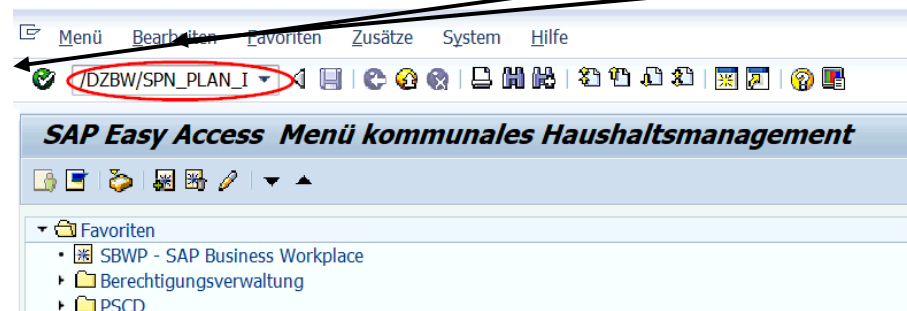 Menü Bearbeiten Favoriten Zusätze System Hilfe
/DZBW/SPN_PLAN_I
SAP Easy Access Menü kommunales Haushaltsmanagement
Favoriten
SBWP - SAP Business Workplace
Berechtigungsverwaltung
PSCD